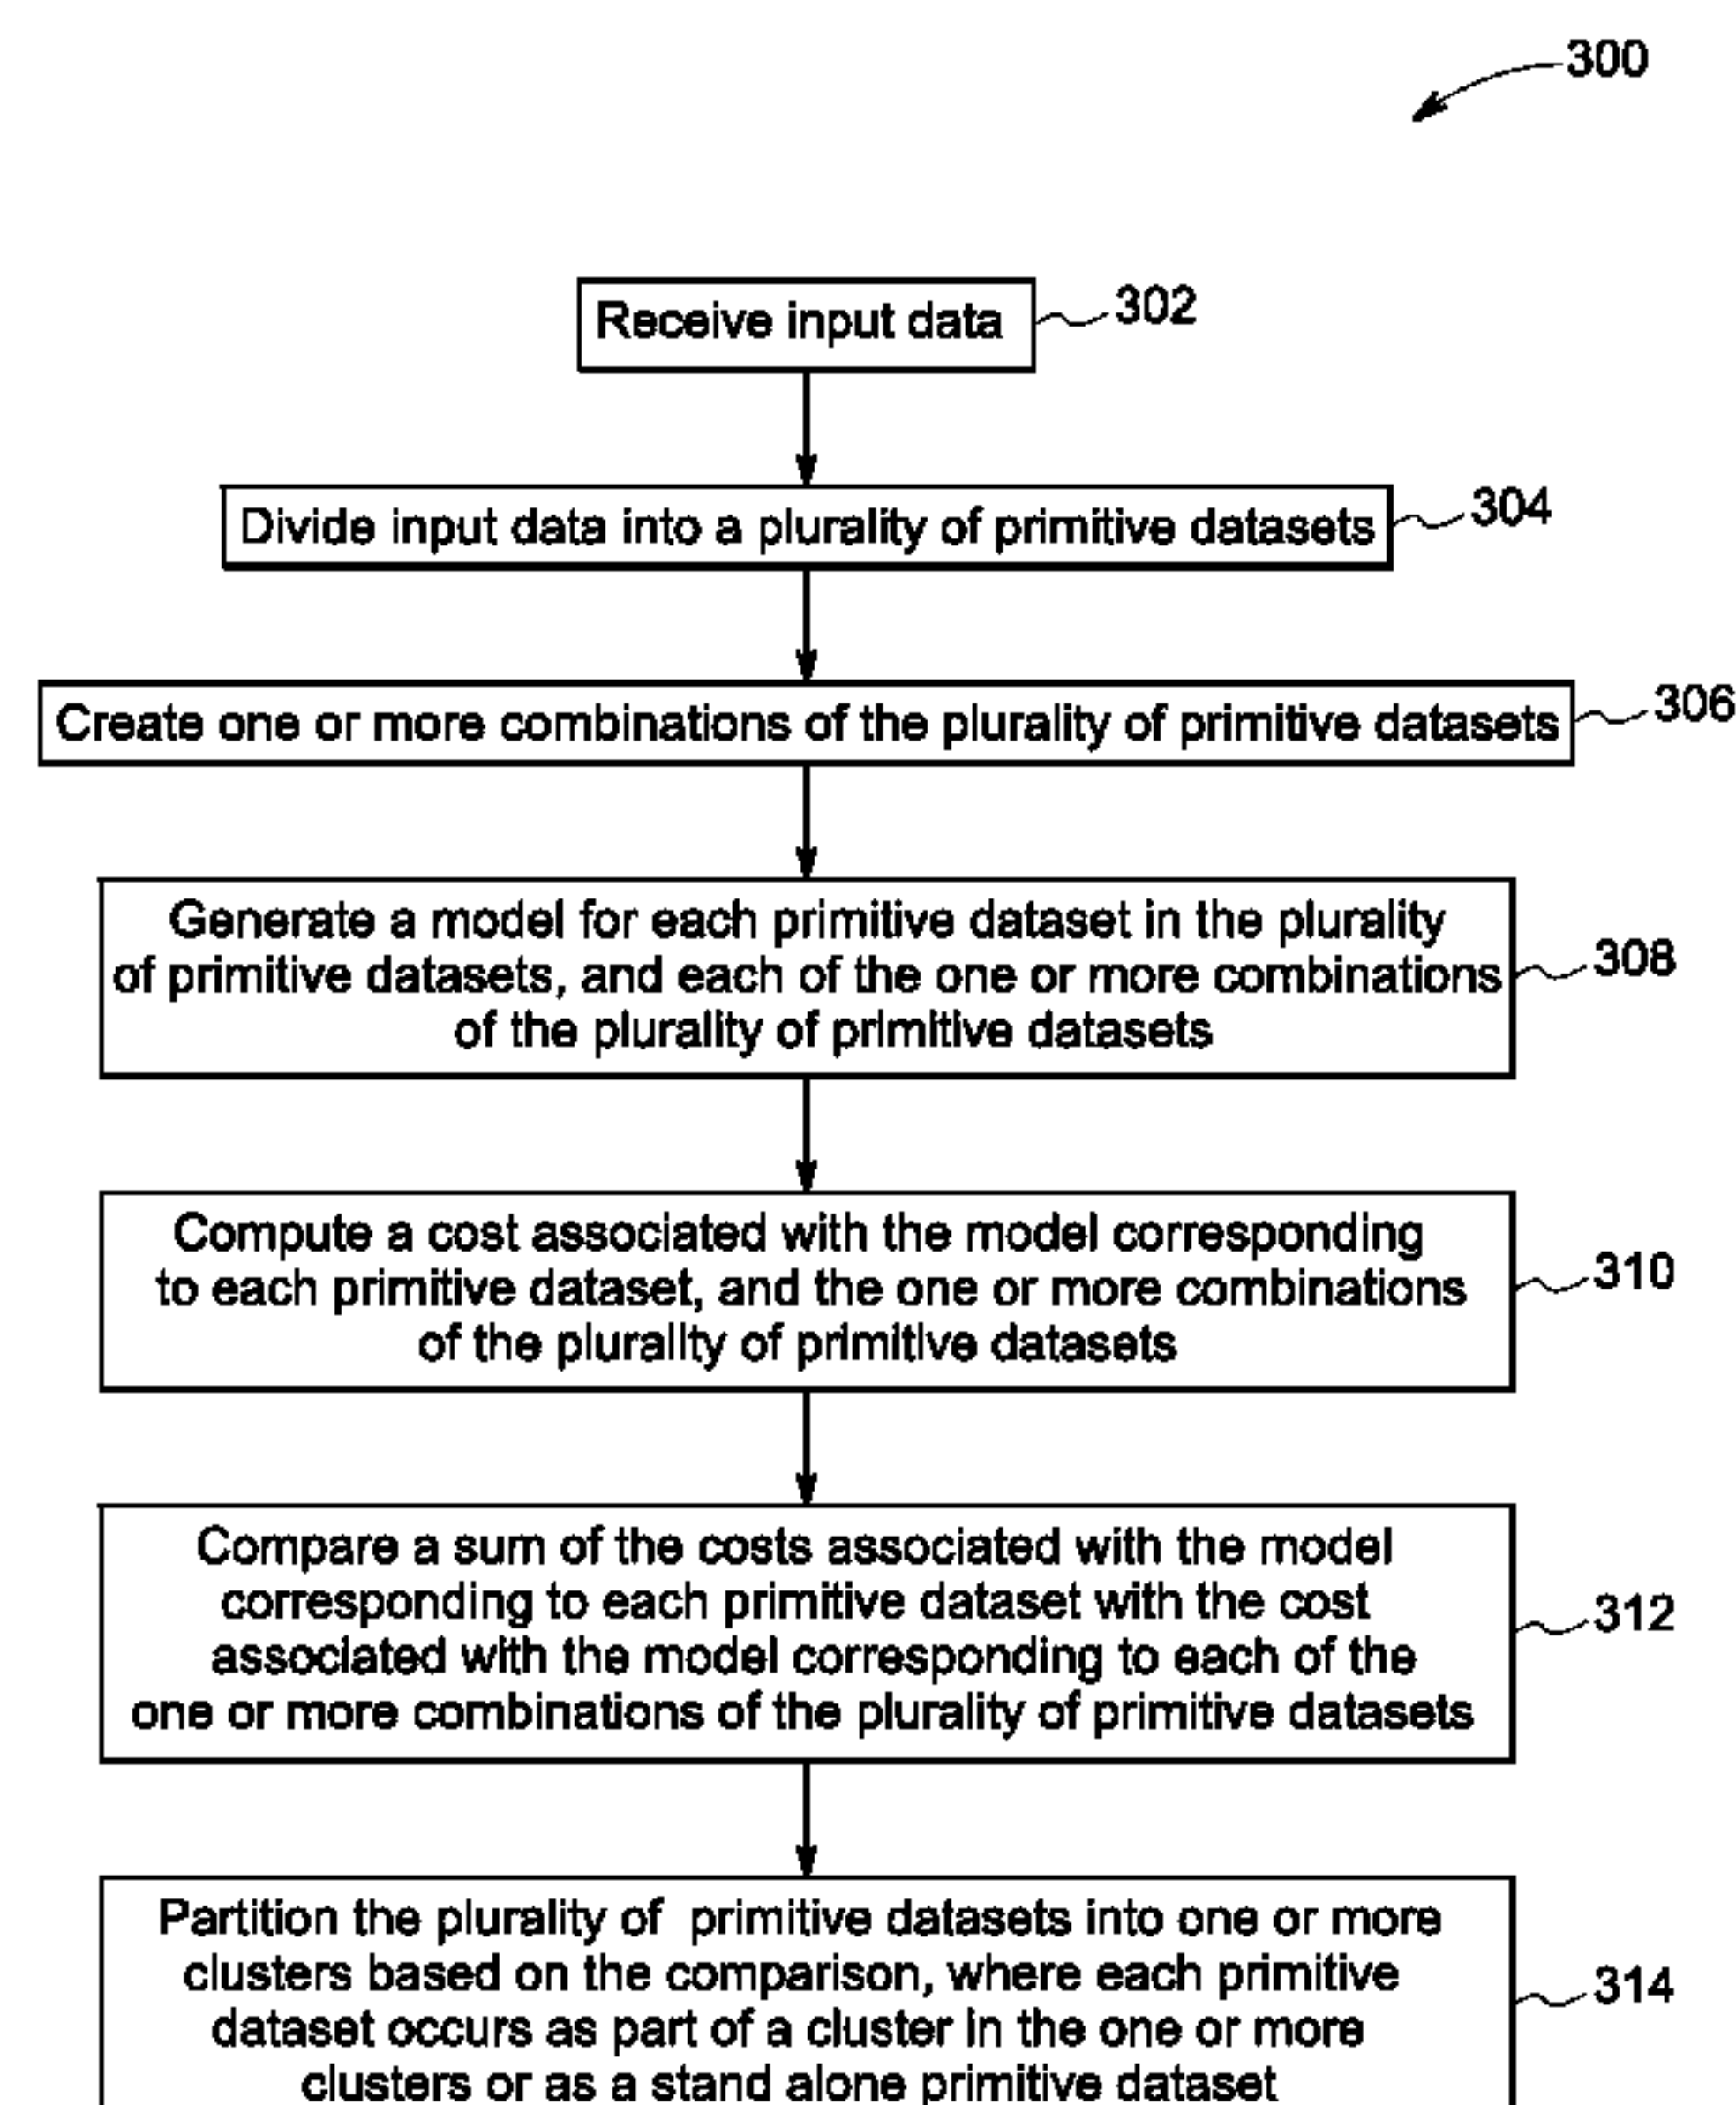 300
Receive input data
302
Divide input data into a plurality of primitive datasets
304
Create one or more combinations of the plurality of primitive datasets
306
Generate a model for each primitive dataset in the plurality
of primitive datasets, and each of the one or more combinations
of the plurality of primitive datasets
308
Compute a cost associated with the model corresponding
to each primitive dataset, and the one or more combinations
of the plurality of primitive datasets
310
Compare a sum of the costs associated with the model
corresponding to each primitive dataset with the cost
associated with the model corresponding to each of the
one or more combinations of the plurality of primitive datasets
312
Partition the plurality of primitive datasets into one or more
clusters based on the comparison, where each primitive
dataset occurs as part of a cluster in the one or more
clusters or as a stand alone primitive dataset
314